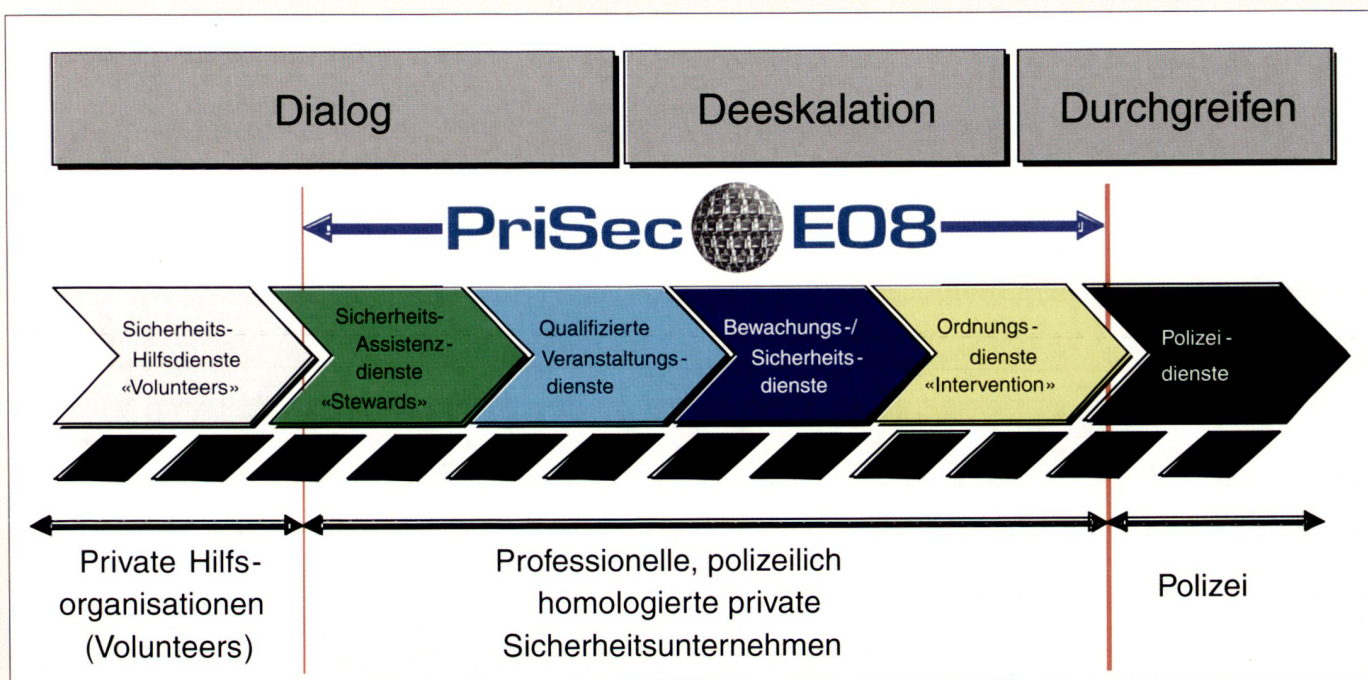 Dialog
Deeskalation
Durchgreifen
PriSec E08
Sicherheits-
Hilfsdienste
«Volunteers»
Sicherheits-
Assistenz-
dienste
«Stewards»
Qualifizierte
Veranstaltungs-
dienste
Bewachungs-/
Sicherheits-
dienste
Ordnungs-
dienste
«Intervention»
Polizei-
dienste
Private Hilfs-
organisationen
(Volunteers)
Professionelle, polizeilich
homologierte private
Sicherheitsunternehmen
Polizei